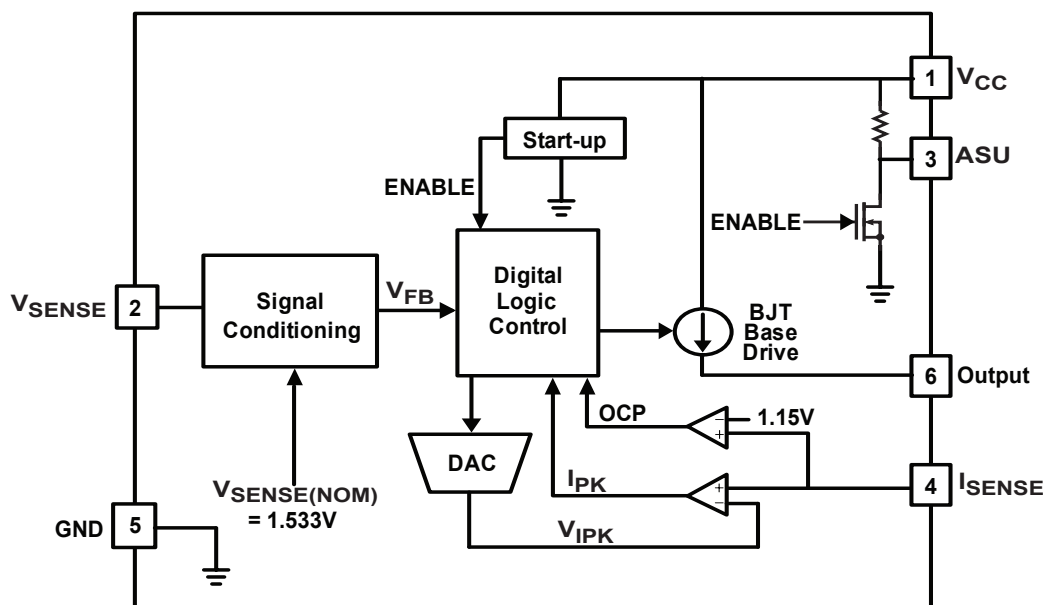 1 VCC
Start-up
3 ASU
ENABLE
ENABLE
VSENSE 2
Signal
Conditioning
VFB
Digital
Logic
Control
BJT
Base
Drive
6 Output
OCP
− 1.15V
+
DAC
IPK
+
−
4 ISENSE
VSENSE(NOM)
= 1.533V
GND 5
VIPK